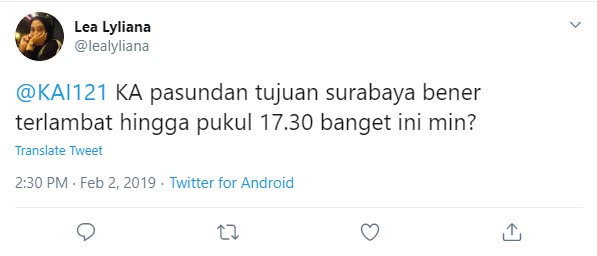 Lea Lyliana
@lealyliana
@KAI121 KA pasundan tujuan surabaya bener
terlambat hingga pukul 17.30 banget ini min?
Translate Tweet
2:30 PM · Feb 2, 2019 · Twitter for Android